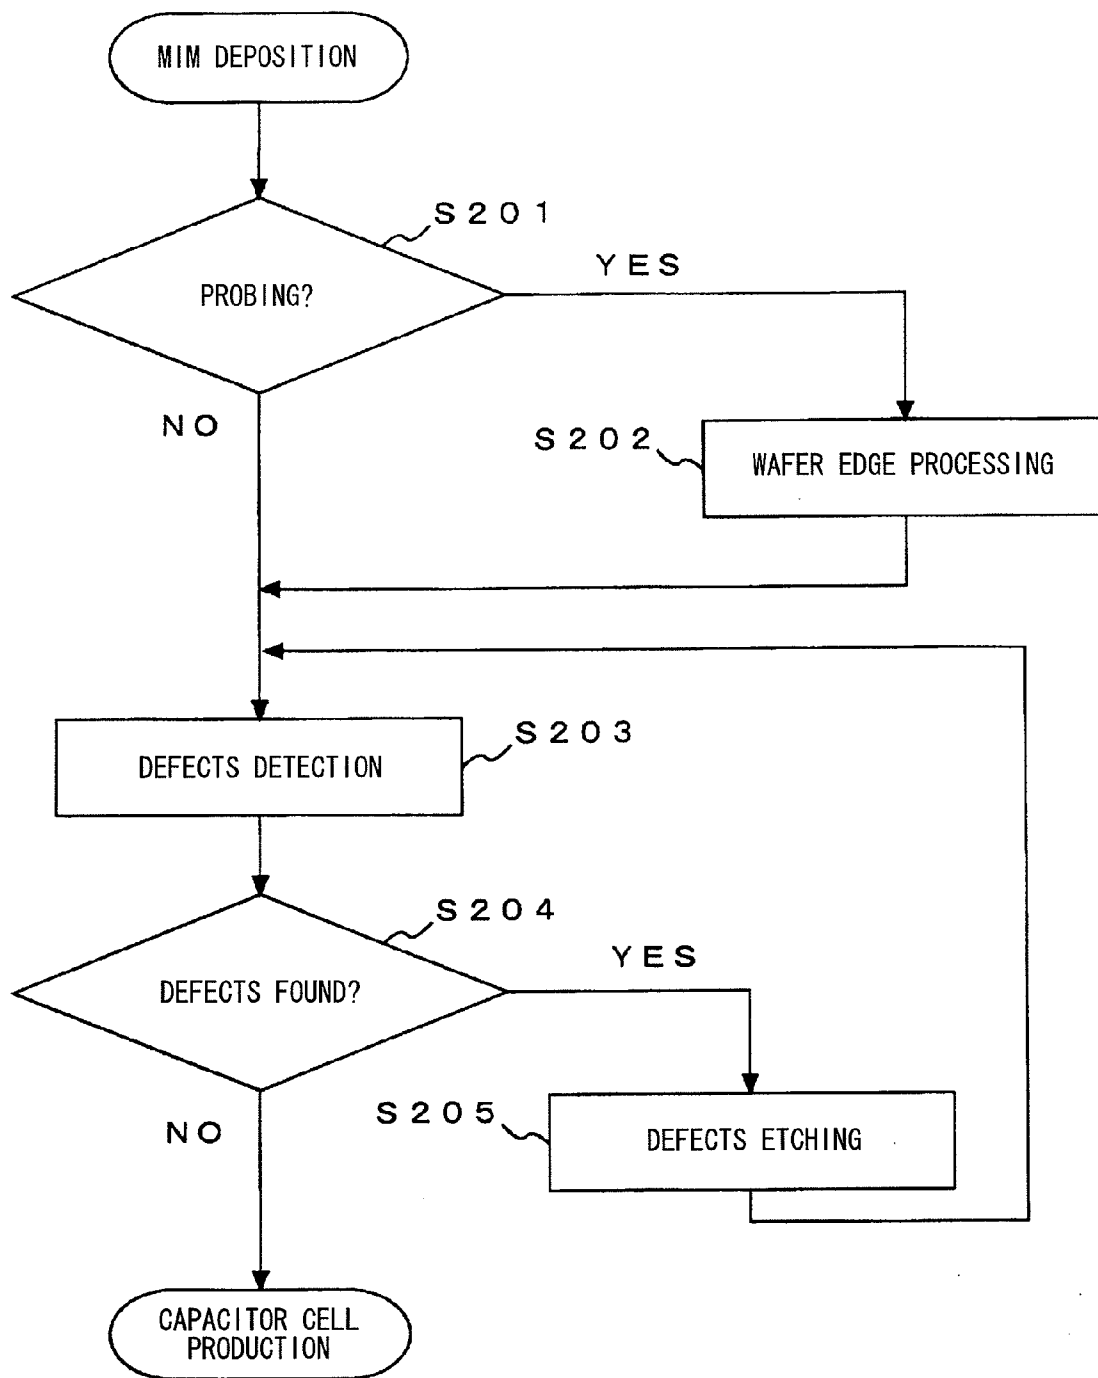 MIM DEPOSITION
S201
PROBING?
YES
NO
S202
WAFER EDGE PROCESSING
S203
DEFECTS DETECTION
S204
DEFECTS FOUND?
YES
NO
S205
DEFECTS ETCHING
CAPACITOR CELL
PRODUCTION